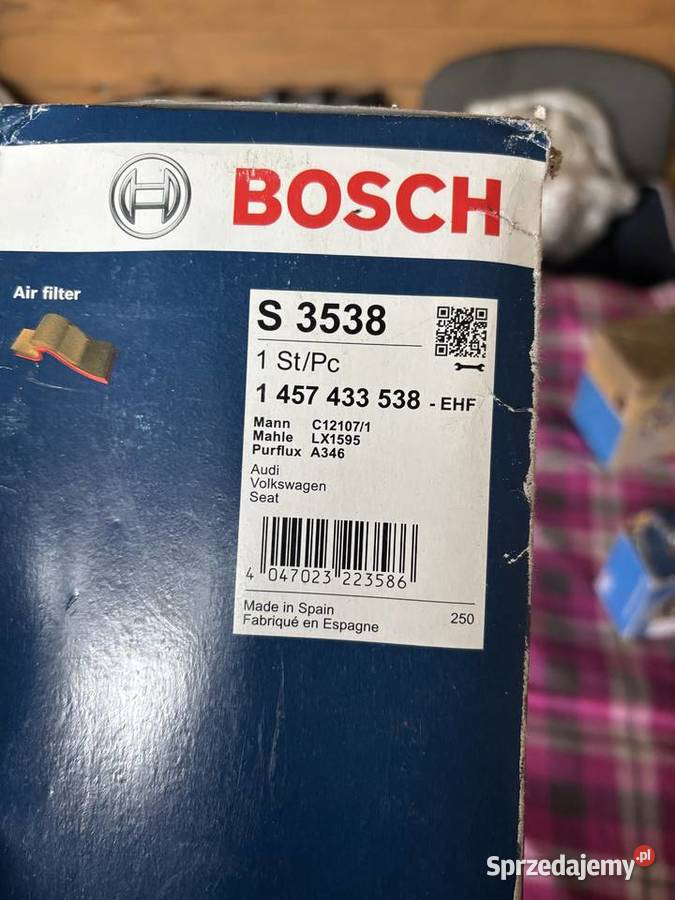 BOSCH
Air filter
S 3538
1 St/Pc
1 457 433 538 - EHF
Mann C12107/1
Mahle LX1595
Purflux A346
Audi
Volkswagen
Seat
4 047023 223586
Made in Spain
Fabriqué en Espagne
250
Sprzedajemy.pl